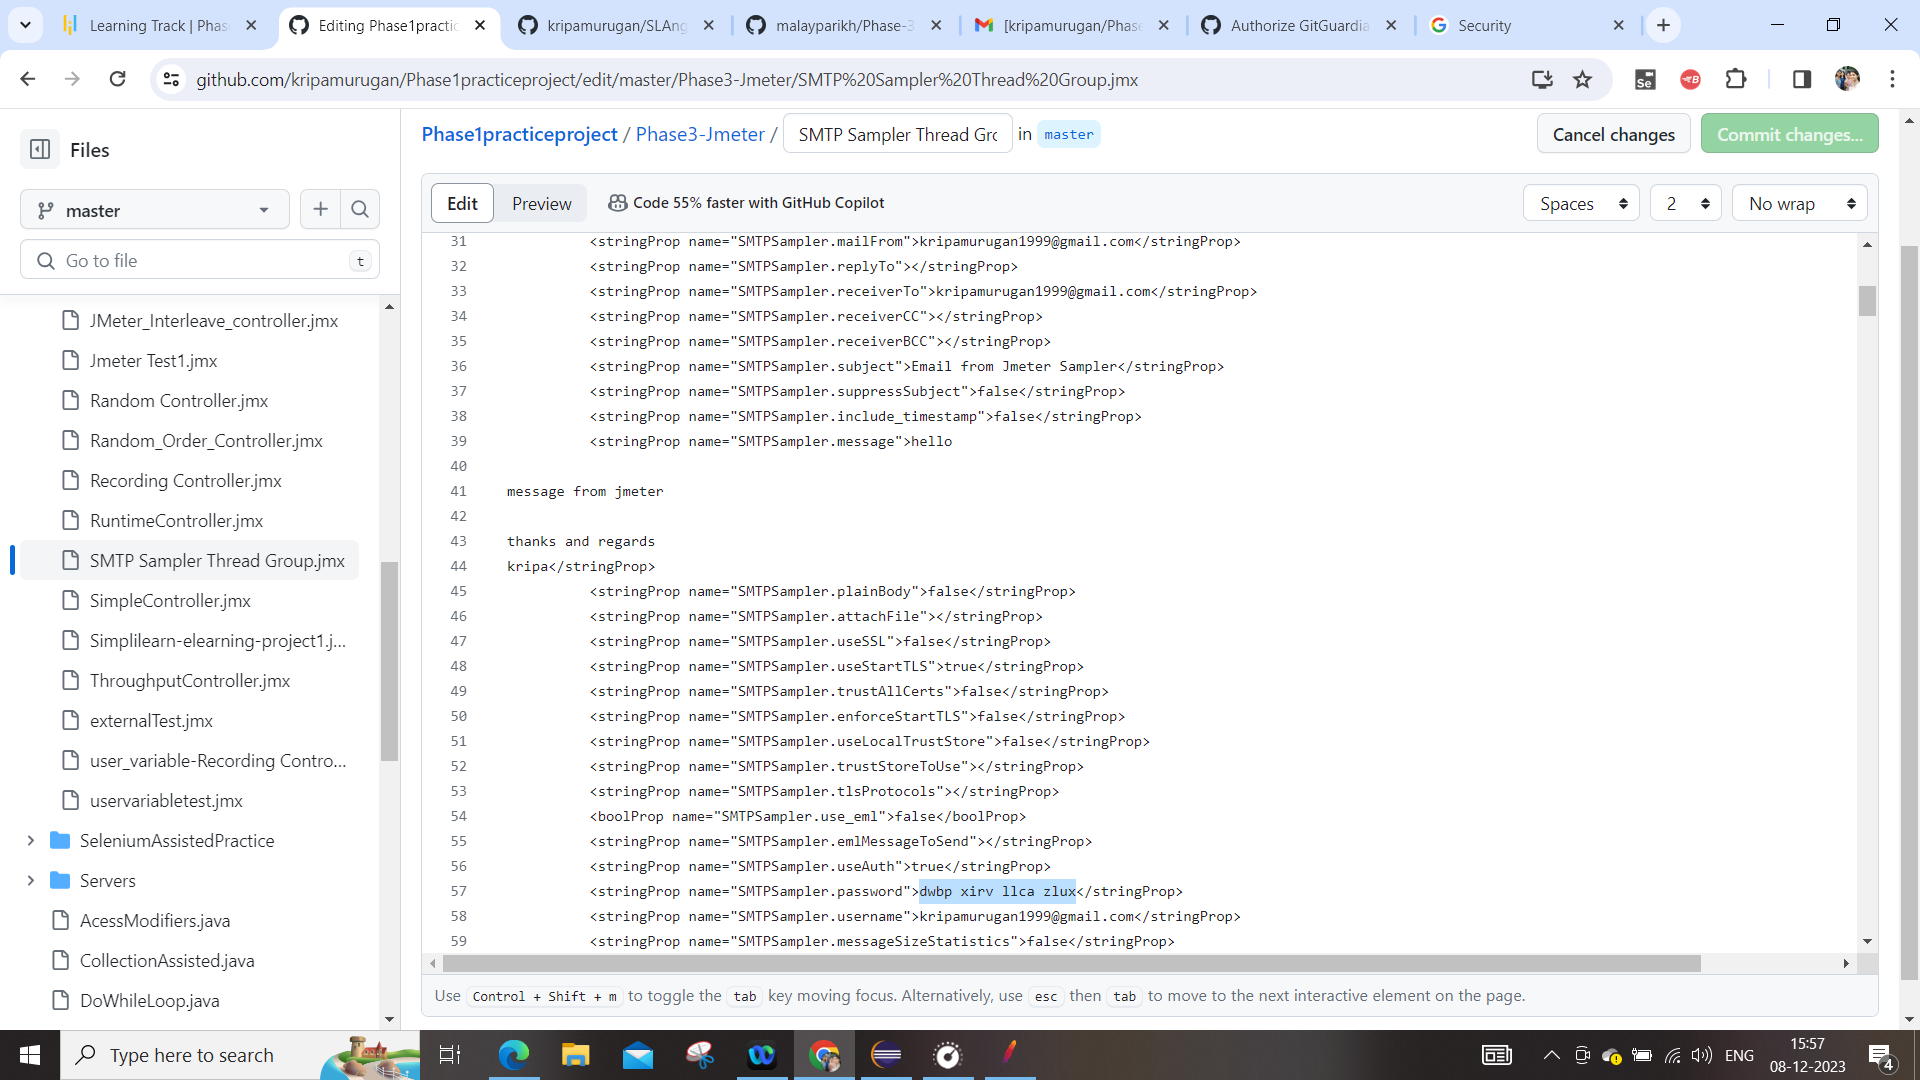 Learning Track | Phas
Editing Phase1practic
kripamurugan/SLAng
malayparikh/Phase-3
[kripamurugan/Phase
Authorize GitGuardia
Security
github.com/kripamurugan/Phase1practiceproject/edit/master/Phase3-Jmeter/SMTP%20Sampler%20Thread%20Group.jmx
Files
master
Go to file
t
JMeter_Interleave_controller.jmx
Jmeter Test1.jmx
Random Controller.jmx
Random_Order_Controller.jmx
Recording Controller.jmx
RuntimeController.jmx
SMTP Sampler Thread Group.jmx
SimpleController.jmx
Simplilearn-elearning-project1.j...
ThroughputController.jmx
externalTest.jmx
user_variable-Recording Contro...
uservariabletest.jmx
SeleniumAssistedPractice
Servers
AcessModifiers.java
CollectionAssisted.java
DoWhileLoop.java
Phase1practiceproject / Phase3-Jmeter / SMTP Sampler Thread Grc in master
Cancel changes
Commit changes...
Edit
Preview
Code 55% faster with GitHub Copilot
Spaces
2
No wrap
31 <stringProp name="SMTPSampler.mailFrom">kripamurugan1999@gmail.com</stringProp>
32 <stringProp name="SMTPSampler.replyTo"></stringProp>
33 <stringProp name="SMTPSampler.receiverTo">kripamurugan1999@gmail.com</stringProp>
34 <stringProp name="SMTPSampler.receiverCC"></stringProp>
35 <stringProp name="SMTPSampler.receiverBCC"></stringProp>
36 <stringProp name="SMTPSampler.subject">Email from Jmeter Sampler</stringProp>
37 <stringProp name="SMTPSampler.suppressSubject">false</stringProp>
38 <stringProp name="SMTPSampler.include_timestamp">false</stringProp>
39 <stringProp name="SMTPSampler.message">hello
40
41 message from jmeter
42
43 thanks and regards
44 kripa</stringProp>
45 <stringProp name="SMTPSampler.plainBody">false</stringProp>
46 <stringProp name="SMTPSampler.attachFile"></stringProp>
47 <stringProp name="SMTPSampler.useSSL">false</stringProp>
48 <stringProp name="SMTPSampler.useStartTLS">true</stringProp>
49 <stringProp name="SMTPSampler.trustAllCerts">false</stringProp>
50 <stringProp name="SMTPSampler.enforceStartTLS">false</stringProp>
51 <stringProp name="SMTPSampler.useLocalTrustStore">false</stringProp>
52 <stringProp name="SMTPSampler.trustStoreToUse"></stringProp>
53 <stringProp name="SMTPSampler.tlsProtocols"></stringProp>
54 <boolProp name="SMTPSampler.use_eml">false</boolProp>
55 <stringProp name="SMTPSampler.emlMessageToSend"></stringProp>
56 <stringProp name="SMTPSampler.useAuth">true</stringProp>
57 <stringProp name="SMTPSampler.password">dwbp xirv llca zlux</stringProp>
58 <stringProp name="SMTPSampler.username">kripamurugan1999@gmail.com</stringProp>
59 <stringProp name="SMTPSampler.messageSizeStatistics">false</stringProp>
Use Control + Shift + m to toggle the tab key moving focus. Alternatively, use esc then tab to move to the next interactive element on the page.
Type here to search
ENG
15:57
08-12-2023
4